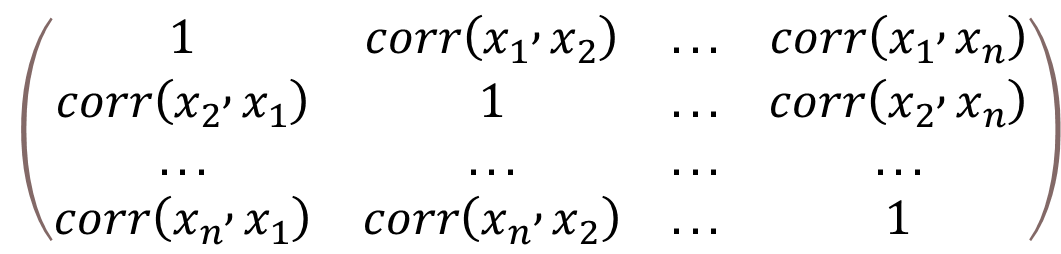 1 corr(x₁, x₂) ... corr(x₁, xₙ)
corr(x₂, x₁) 1 ... corr(x₂, xₙ)
... ... ... ...
corr(xₙ, x₁) corr(xₙ, x₂) ... 1